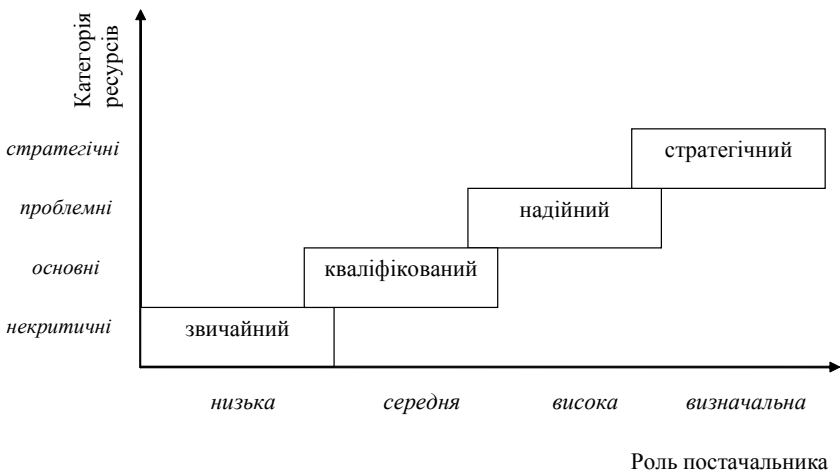 Категорія
ресурсів
стратегічні
стратегічний
проблемні
надійний
основні
кваліфікований
некритичні
звичайний
низька
середня
висока
визначальна
Роль постачальника